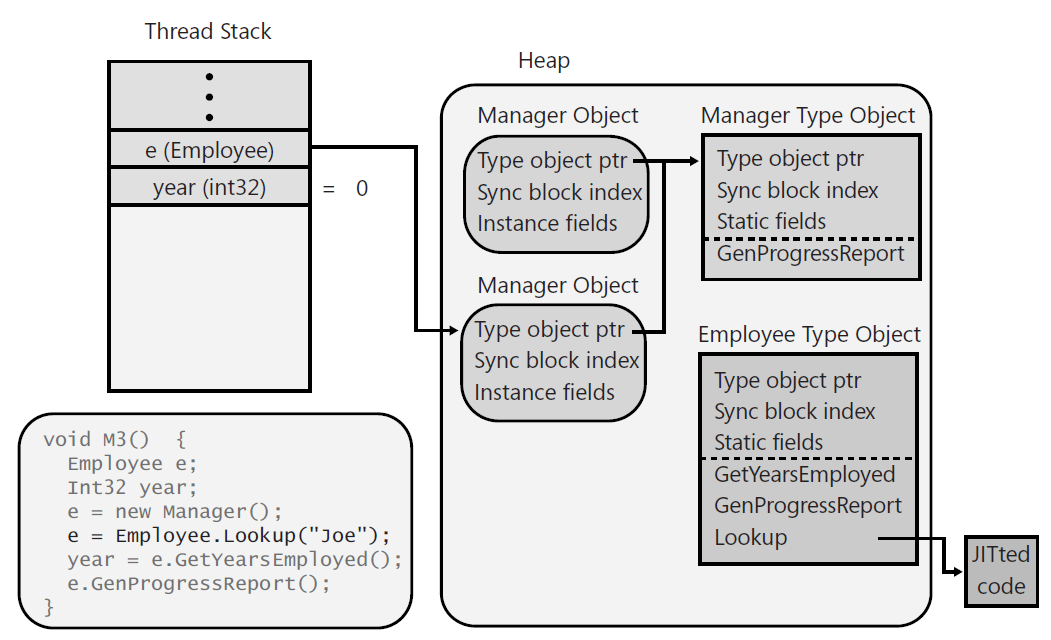 Thread Stack
e (Employee)
year (int32)
= 0
Heap
Manager Object
Type object ptr
Sync block index
Instance fields
Manager Type Object
Type object ptr
Sync block index
Static fields
GenProgressReport
Manager Object
Type object ptr
Sync block index
Instance fields
Employee Type Object
Type object ptr
Sync block index
Static fields
GetYearsEmployed
GenProgressReport
Lookup
JITted
code
void M3() {
Employee e;
Int32 year;
e = new Manager();
e = Employee.Lookup("Joe");
year = e.GetYearsEmployed();
e.GenProgressReport();
}